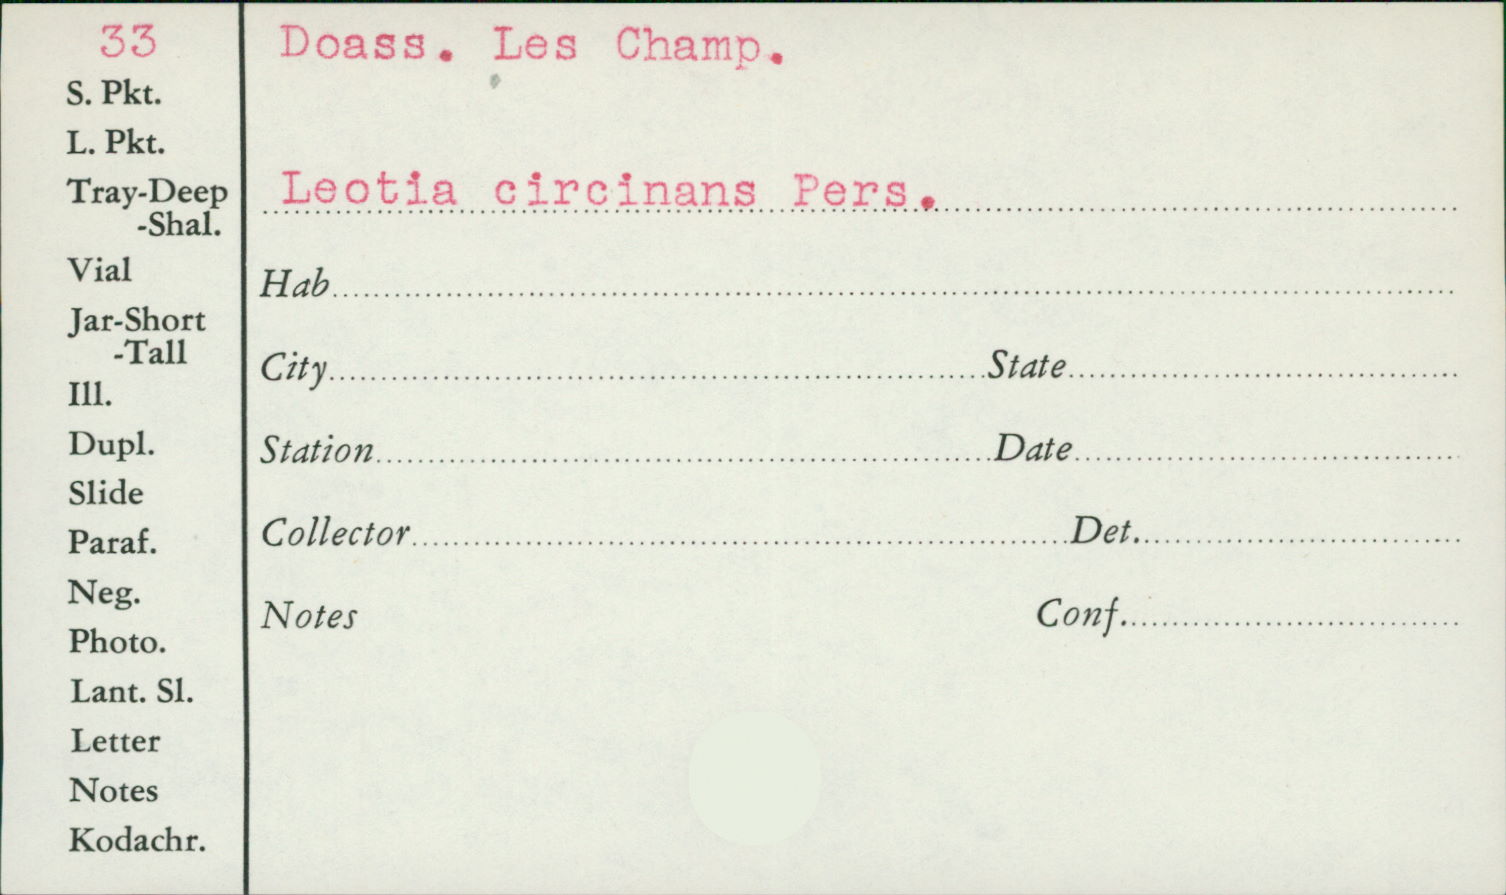 33
Doass. Les Champ.
S. Pkt.
L. Pkt.
Tray-Deep
-Shal.
Leotia circinans Pers.
Vial
Hab
Jar-Short
-Tall
City State
Ill.
Dupl.
Station Date
Slide
Paraf.
Collector Det.
Neg.
Notes Conf.
Photo.
Lant. Sl.
Letter
Notes
Kodachr.